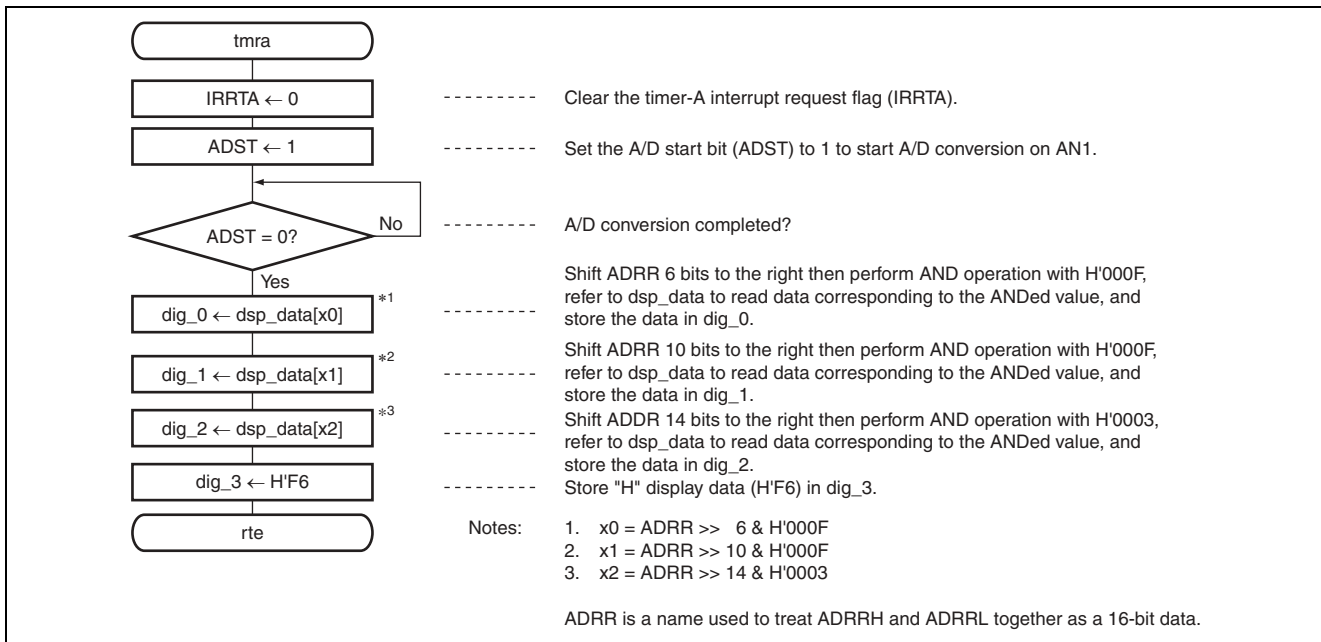 tmra
IRRTA ← 0
--------- Clear the timer-A interrupt request flag (IRRTA).
ADST ← 1
--------- Set the A/D start bit (ADST) to 1 to start A/D conversion on AN1.
ADST = 0?
No
--------- A/D conversion completed?
Yes
dig_0 ← dsp_data[x0] *1
Shift ADRR 6 bits to the right then perform AND operation with H'000F,
--------- refer to dsp_data to read data corresponding to the ANDed value, and
store the data in dig_0.
dig_1 ← dsp_data[x1] *2
Shift ADRR 10 bits to the right then perform AND operation with H'000F,
--------- refer to dsp_data to read data corresponding to the ANDed value, and
store the data in dig_1.
dig_2 ← dsp_data[x2] *3
Shift ADDR 14 bits to the right then perform AND operation with H'0003,
--------- refer to dsp_data to read data corresponding to the ANDed value, and
store the data in dig_2.
dig_3 ← H'F6
--------- Store "H" display data (H'F6) in dig_3.
rte
Notes: 1. x0 = ADRR >> 6 & H'000F
2. x1 = ADRR >> 10 & H'000F
3. x2 = ADRR >> 14 & H'0003
ADRR is a name used to treat ADRRH and ADRRL together as a 16-bit data.